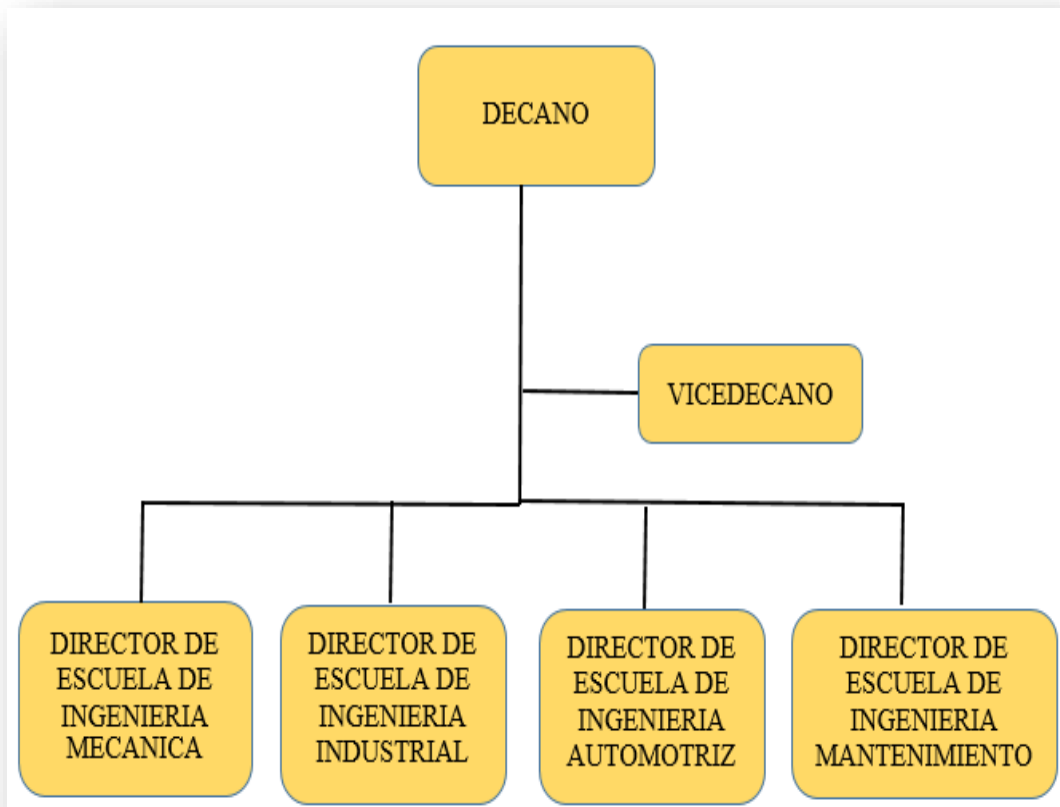 DECANO
VICEDECANO
DIRECTOR DE
ESCUELA DE
INGENIERIA
MECANICA
DIRECTOR DE
ESCUELA DE
INGENIERIA
INDUSTRIAL
DIRECTOR DE
ESCUELA DE
INGENIERIA
AUTOMOTRIZ
DIRECTOR DE
ESCUELA DE
INGENIERIA
MANTENIMIENTO